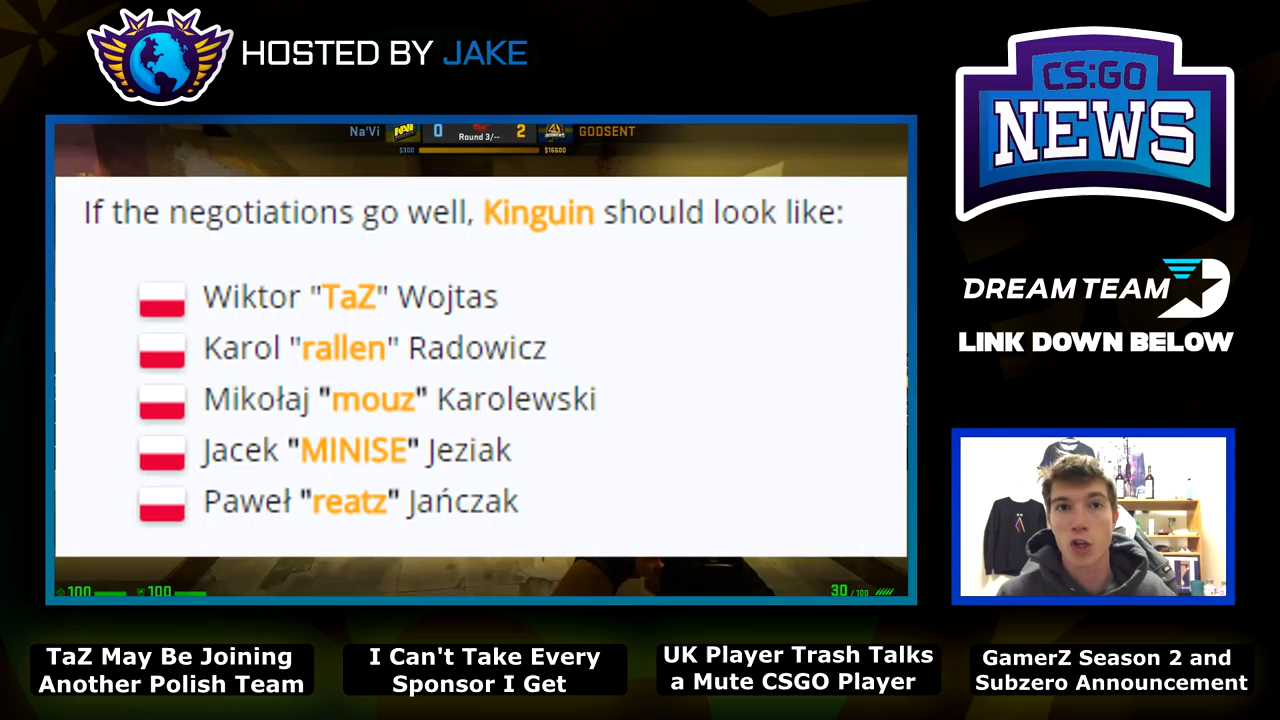 HOSTED BY JAKE
CS:GO
NEWS
Na'Vi 0 Round 3/-- 2 GODSENT
$300 $16600
If the negotiations go well, Kinguin should look like:
Wiktor "TaZ" Wojtas
Karol "rallen" Radowicz
Mikołaj "mouz" Karolewski
Jacek "MINISE" Jeziak
Paweł "reatz" Jańczak
100 100 30 / 100
DREAM TEAM
LINK DOWN BELOW
TaZ May Be Joining
Another Polish Team
I Can't Take Every
Sponsor I Get
UK Player Trash Talks
a Mute CSGO Player
GamerZ Season 2 and
Subzero Announcement